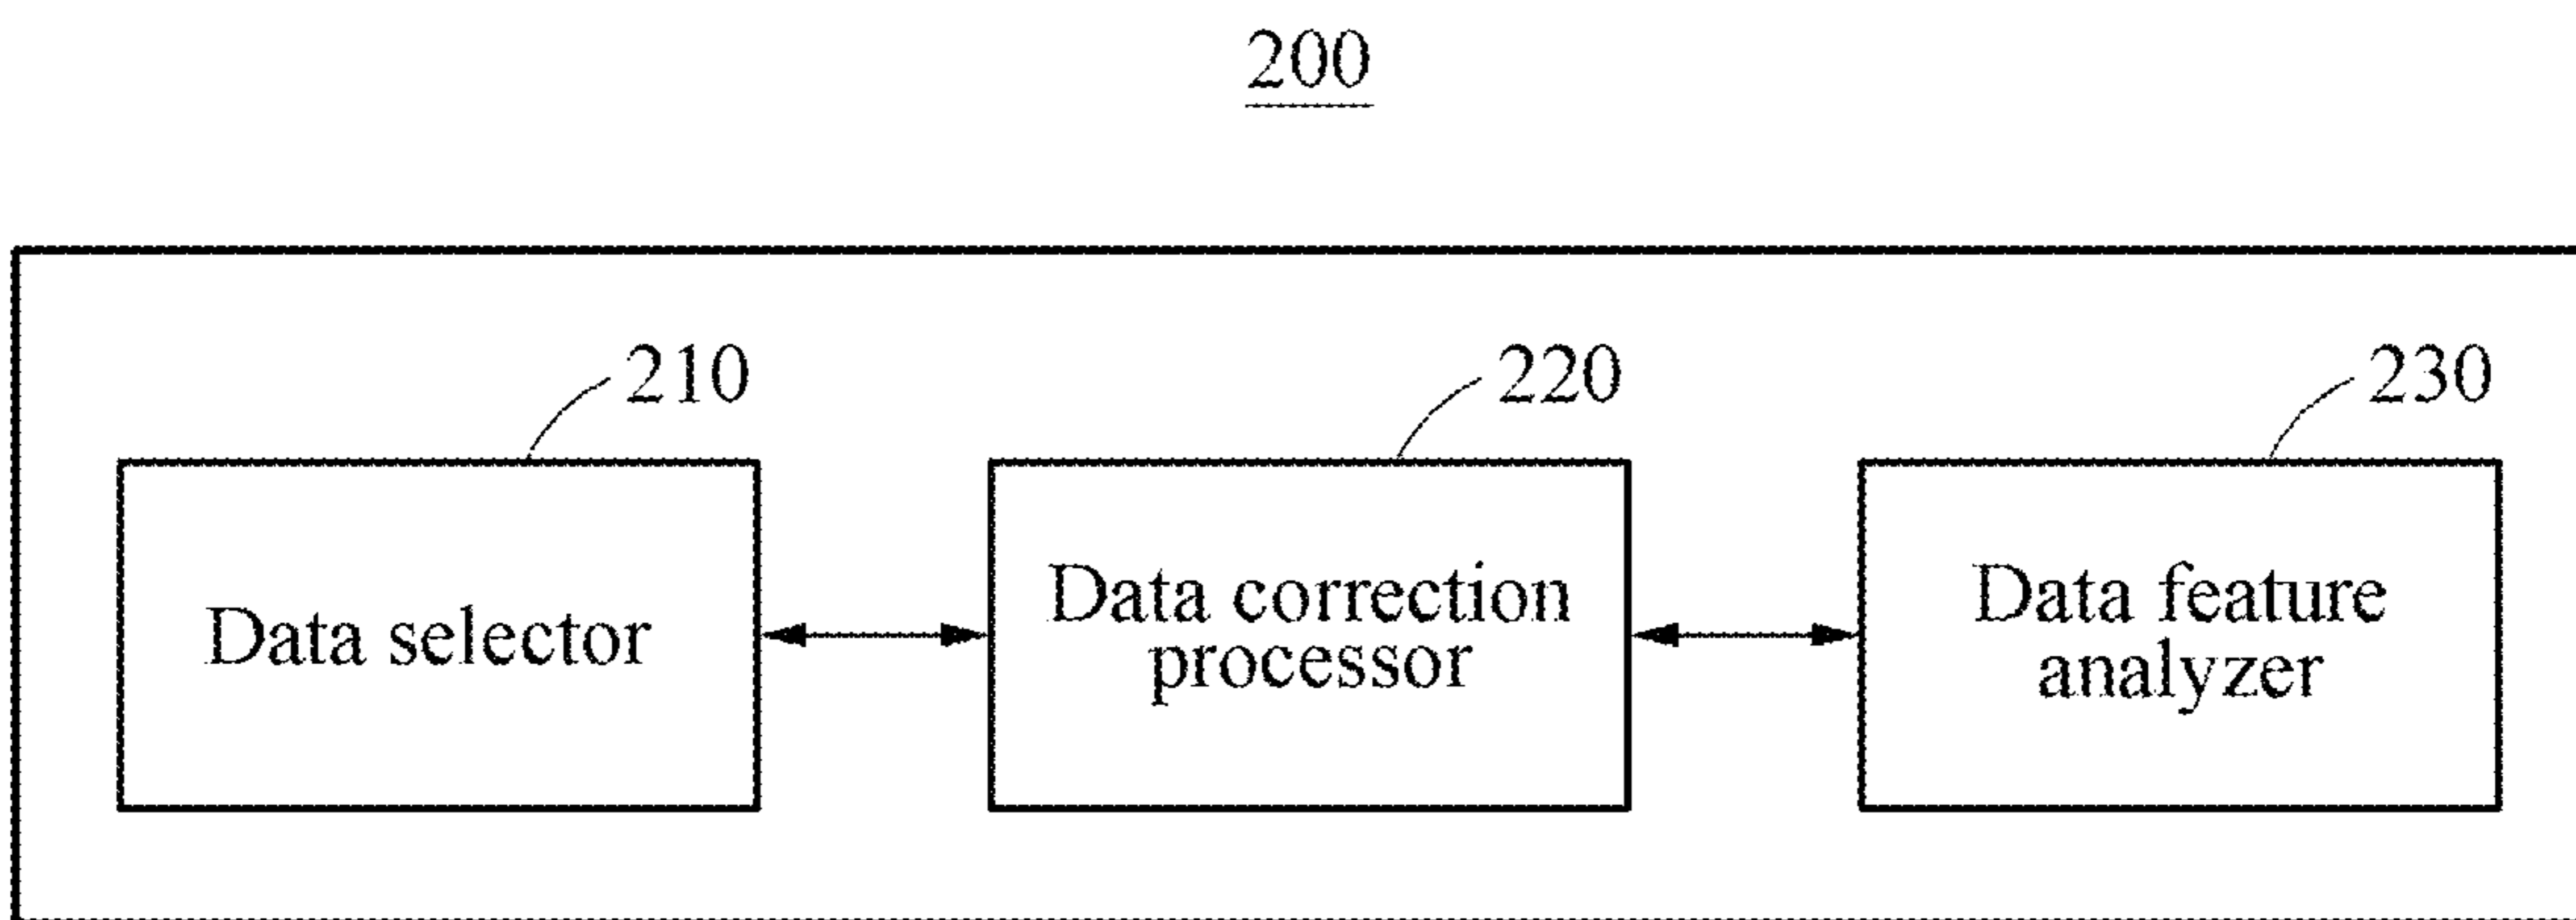 200
210
220
230
Data selector
Data correction
processor
Data feature
analyzer